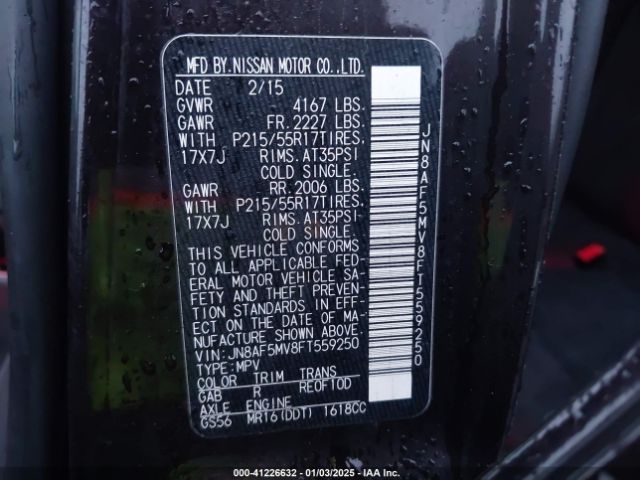 MFD BY.NISSAN MOTOR CO.,LTD.
DATE 2/15
GVWR 4167 LBS.
GAWR FR. 2227 LBS.
WITH P215/55R17TIRES.
17X7J RIMS. AT35PSI
COLD SINGLE.
GAWR RR. 2006 LBS.
WITH P215/55R17TIRES.
17X7J RIMS. AT35PSI
COLD SINGLE.
THIS VEHICLE CONFORMS
TO ALL APPLICABLE FED-
ERAL MOTOR VEHICLE SA-
FETY AND THEFT PREVEN-
TION STANDARDS IN EFF-
ECT ON THE DATE OF MA-
NUFACTURE SHOWN ABOVE.
VIN: JN8AF5MV8FT559250
TYPE: MPV
COLOR TRIM TRANS
GAB R RE0F10D
AXLE ENGINE
GS56 MR16(DDT) 1618CC
JN8AF5MV8FT559250
000-41226632 - 01/03/2025 - IAA Inc.